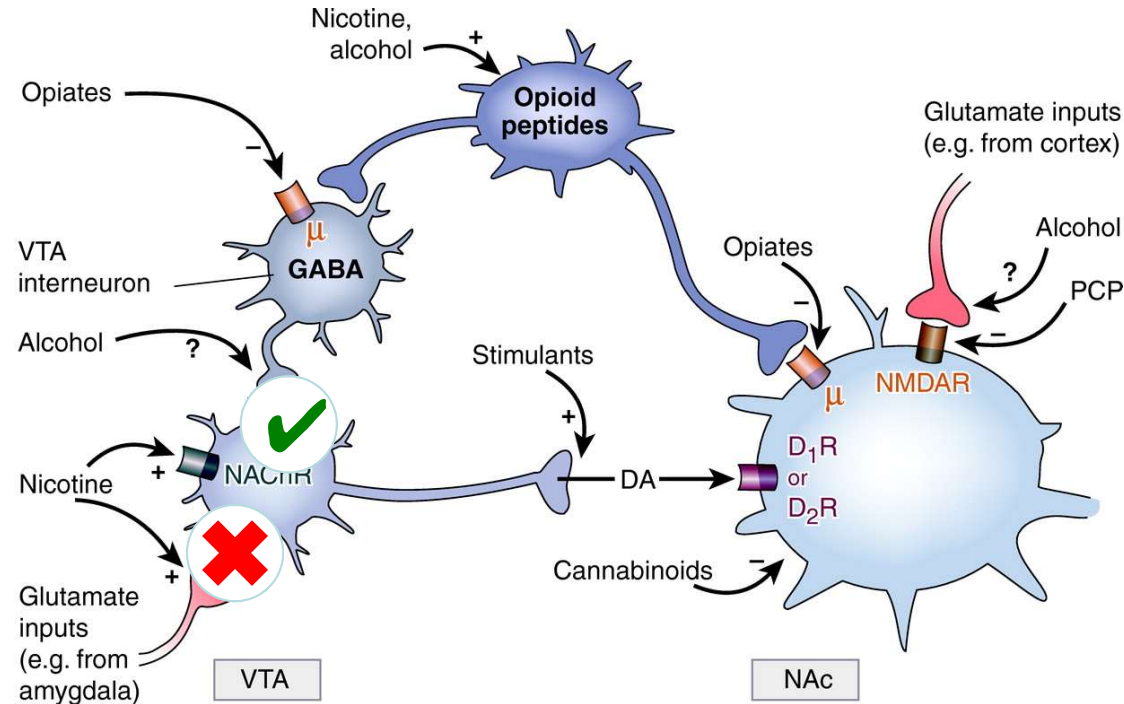 Nicotine,
alcohol
+
Opiates
−
Opioid
peptides
Glutamate inputs
(e.g. from cortex)
μ
GABA
VTA
interneuron
Alcohol
?
Opiates
−
Alcohol
?
PCP
−
NMDAR
μ
Stimulants
+
NAChR
Nicotine
+
+
DA
D₁R
or
D₂R
Cannabinoids
−
Glutamate
inputs
(e.g. from
amygdala)
VTA
NAc